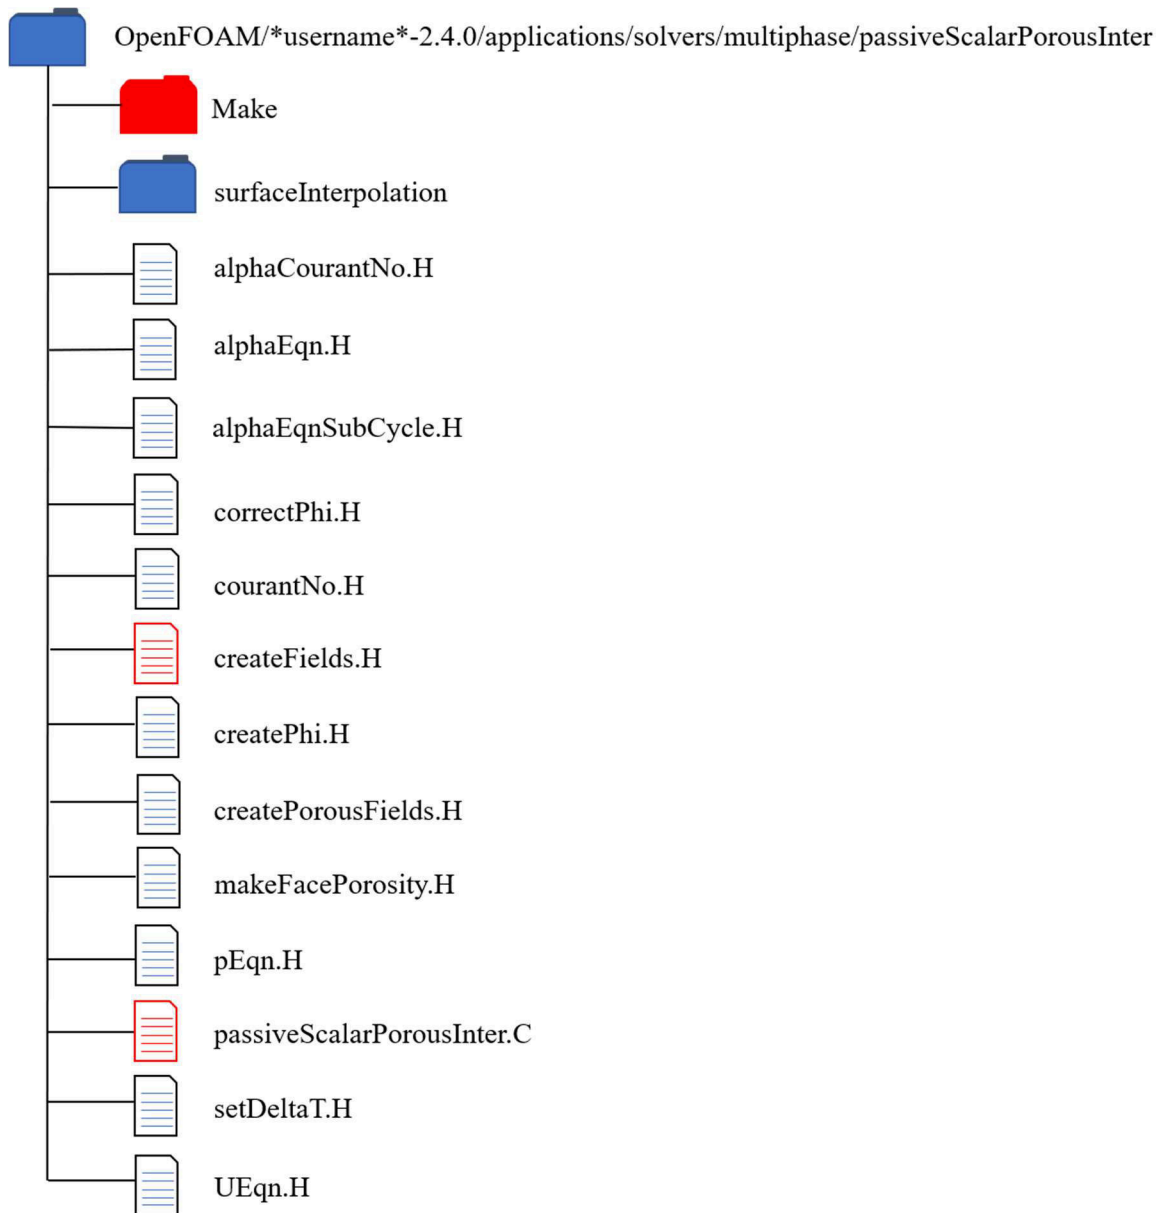 OpenFOAM/*username*-2.4.0/applications/solvers/multiphase/passiveScalarPorousInter
Make
surfaceInterpolation
alphaCourantNo.H
alphaEqn.H
alphaEqnSubCycle.H
correctPhi.H
courantNo.H
createFields.H
createPhi.H
createPorousFields.H
makeFacePorosity.H
pEqn.H
passiveScalarPorousInter.C
setDeltaT.H
UEqn.H